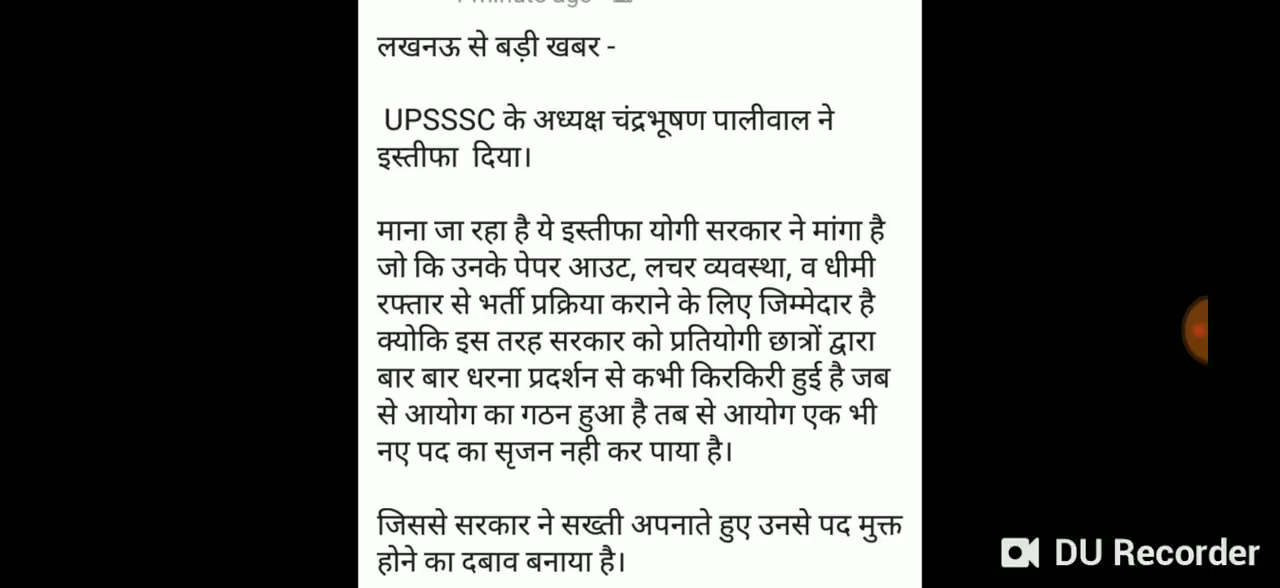 लखनऊ से बड़ी खबर -
UPSSSC के अध्यक्ष चंद्रभूषण पालीवाल ने
इस्तीफा दिया।
माना जा रहा है ये इस्तीफा योगी सरकार ने मांगा है
जो कि उनके पेपर आउट, लचर व्यवस्था, व धीमी
रफ्तार से भर्ती प्रक्रिया कराने के लिए जिम्मेदार है
क्योकि इस तरह सरकार को प्रतियोगी छात्रों द्वारा
बार बार धरना प्रदर्शन से कभी किरकिरी हुई है जब
से आयोग का गठन हुआ है तब से आयोग एक भी
नए पद का सृजन नही कर पाया है।
जिससे सरकार ने सख्ती अपनाते हुए उनसे पद मुक्त
होने का दबाव बनाया है।
DU Recorder